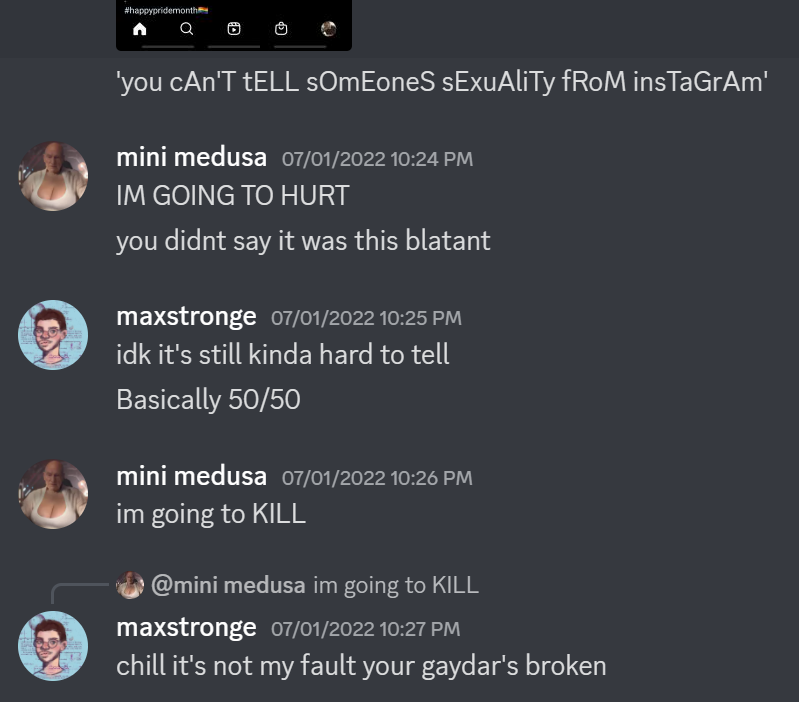 #happypridemonth🏳️‍🌈
'you cAn'T tELL sOmEoneS sExuAliTy fRoM insTaGrAm'
mini medusa 07/01/2022 10:24 PM
IM GOING TO HURT
you didnt say it was this blatant
maxstronge 07/01/2022 10:25 PM
idk it's still kinda hard to tell
Basically 50/50
mini medusa 07/01/2022 10:26 PM
im going to KILL
@mini medusa im going to KILL
maxstronge 07/01/2022 10:27 PM
chill it's not my fault your gaydar's broken